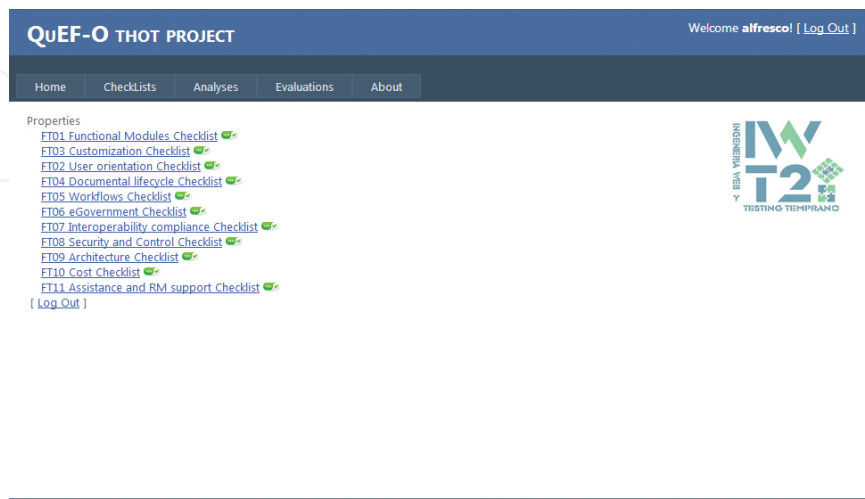 QuEF-O THOT PROJECT
Welcome alfresco! [ Log Out ]
Home CheckLists Analyses Evaluations About
Properties
FT01 Functional Modules Checklist
FT03 Customization Checklist
FT02 User orientation Checklist
FT04 Documental lifecycle Checklist
FT05 Workflows Checklist
FT06 eGovernment Checklist
FT07 Interoperability compliance Checklist
FT08 Security and Control Checklist
FT09 Architecture Checklist
FT10 Cost Checklist
FT11 Assistance and RM support Checklist
[ Log Out ]
INGENIERIA WEB Y
IW
T2
TESTING TEMPRANO